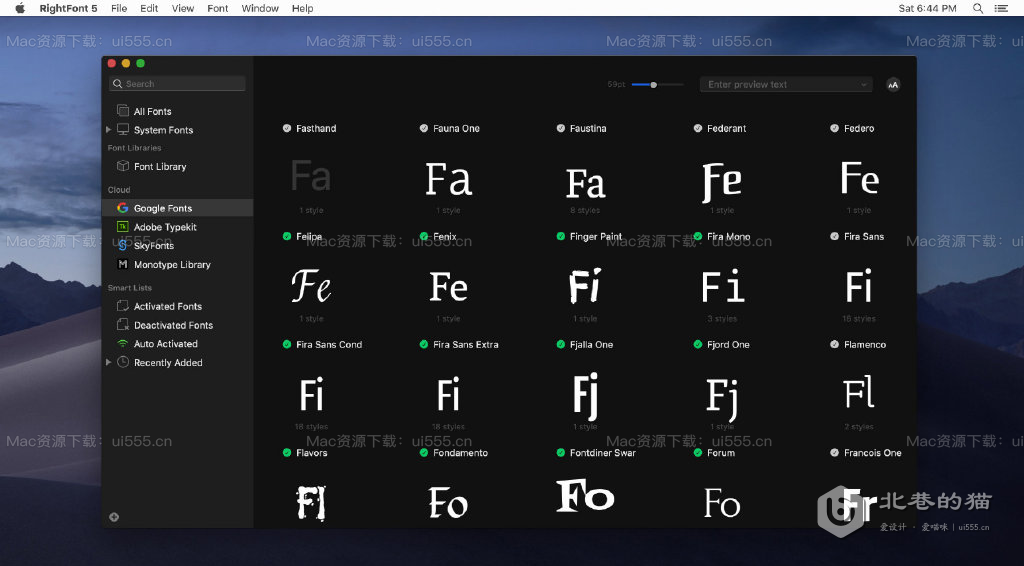 RightFont 5 File Edit View Font Window Help Sat 6:44 PM
Mac资源下载：ui555.cn Mac资源下载：ui555.cn Mac资源下载：ui555.cn Mac资源下载：ui555.cn
Search
59pt Enter preview text AA
All Fonts
System Fonts
Font Libraries
Font Library
Cloud
Google Fonts
Tk Adobe Typekit
S SkyFonts
M Monotype Library
Smart Lists
Activated Fonts
Deactivated Fonts
Auto Activated
Recently Added
Fasthand Fauna One Faustina Federant Federo
Fa Fa Fa Fe Fe
1 style 1 style 8 styles 1 style 1 style
Felipa Fenix Finger Paint Fira Mono Fira Sans
Mac资源下载：ui555.cn Mac资源下载：ui555.cn Mac资源下载：ui555.cn Mac资源下载：ui555.cn
Fe Fe Fi Fi Fi
1 style 1 style 1 style 3 styles 18 styles
Fira Sans Cond Fira Sans Extra Fjalla One Fjord One Flamenco
Fi Fi Fj Fj Fl
18 styles 18 styles 1 style 1 style 2 styles
Mac资源下载：ui555.cn Mac资源下载：ui555.cn Mac资源下载：ui555.cn Mac资源下载：ui555.cn
Flavors Fondamento Fontdiner Swar Forum Francois One
Fl Fo Fo Fo Fr
北巷的猫
爱设计 · 爱喵咪 | ui555.cn